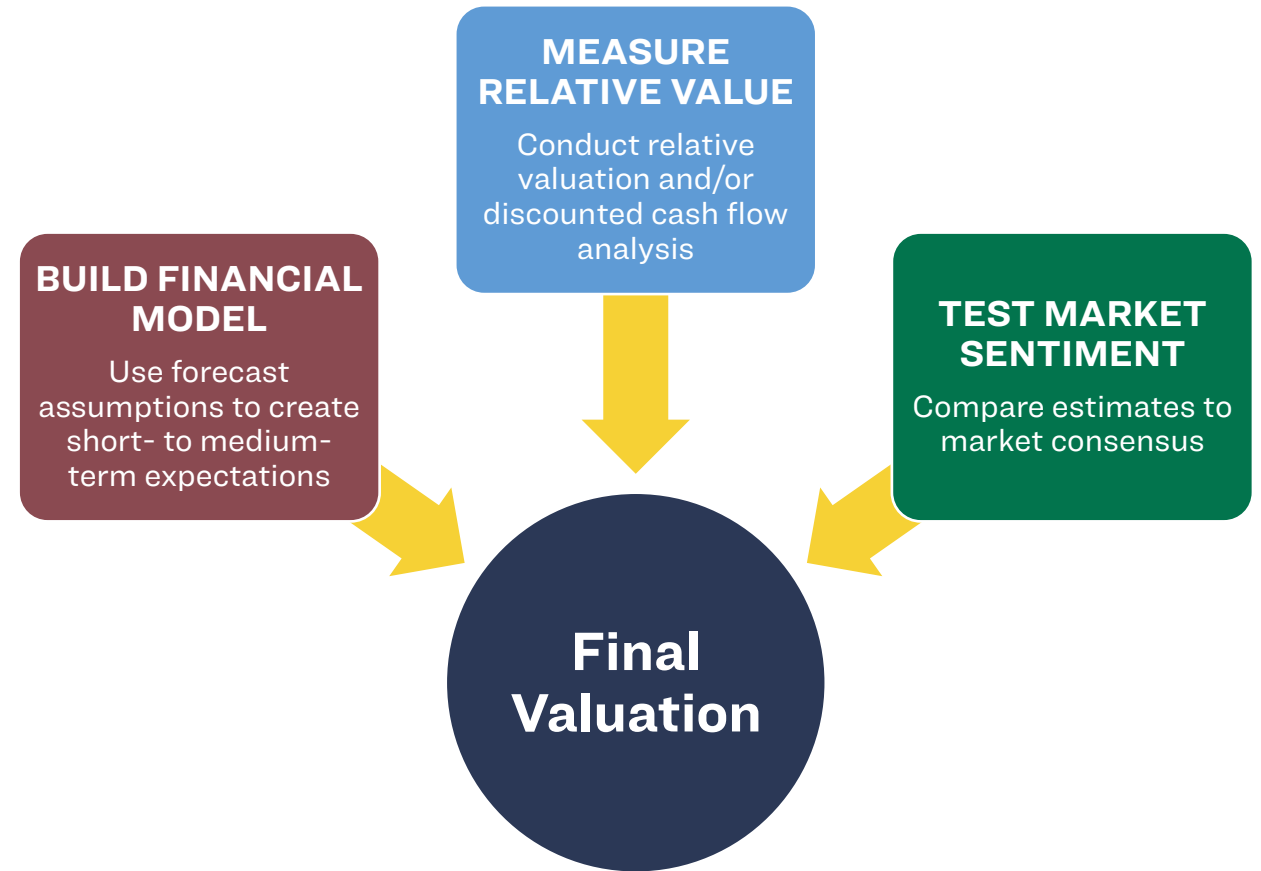 MEASURE
RELATIVE VALUE
Conduct relative
valuation and/or
discounted cash flow
analysis
BUILD FINANCIAL
MODEL
Use forecast
assumptions to create
short- to medium-
term expectations
TEST MARKET
SENTIMENT
Compare estimates to
market consensus
Final
Valuation